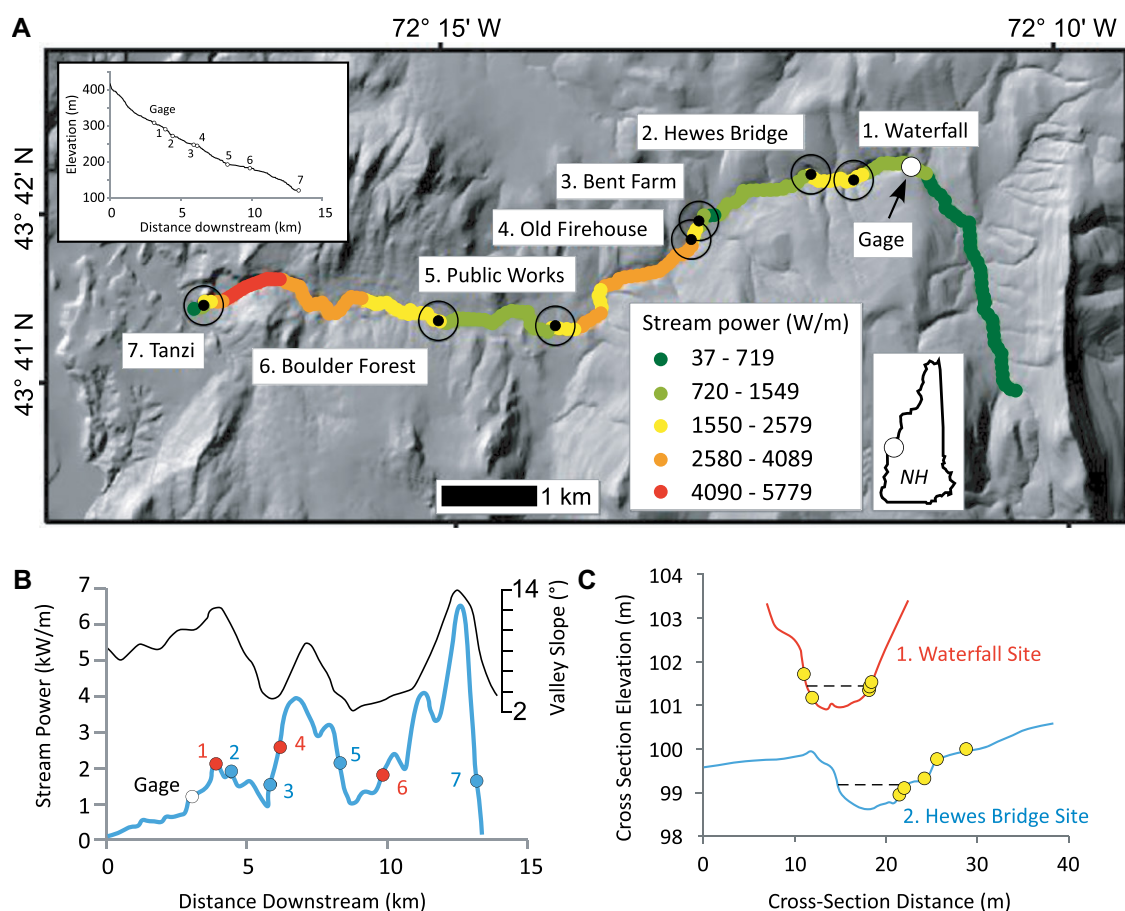 A
72° 15' W
72° 10' W
43° 42' N
43° 41' N
Elevation (m)
400
300
200
100
Gage
1
2
3
4
5
6
7
0
5
10
15
Distance downstream (km)
1. Waterfall
2. Hewes Bridge
3. Bent Farm
4. Old Firehouse
Gage
5. Public Works
7. Tanzi
6. Boulder Forest
Stream power (W/m)
37 - 719
720 - 1549
1550 - 2579
2580 - 4089
4090 - 5779
NH
1 km
B
Stream Power (kW/m)
7
6
5
4
3
2
1
0
14
2
Valley Slope (°)
Gage
1
2
3
4
5
6
7
0
5
10
15
Distance Downstream (km)
C
Cross Section Elevation (m)
104
103
102
101
100
99
98
1. Waterfall Site
2. Hewes Bridge Site
0
10
20
30
40
Cross-Section Distance (m)